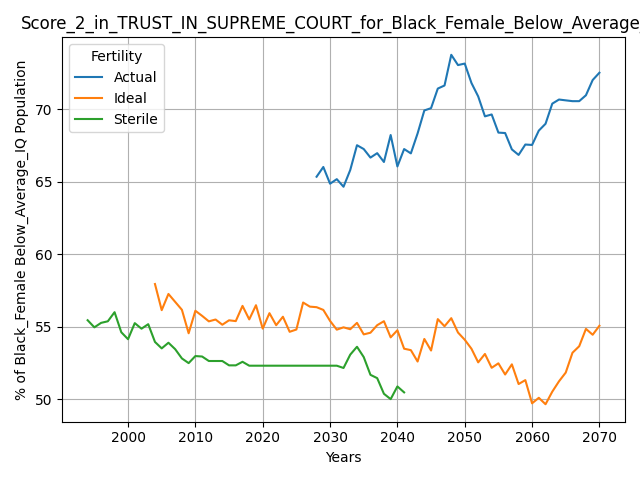 Score_2_in_TRUST_IN_SUPREME_COURT_for_Black_Female_Below_Average_
Fertility
Actual
Ideal
Sterile
% of Black_Female Below_Average_IQ Population
70
65
60
55
50
2000 2010 2020 2030 2040 2050 2060 2070
Years